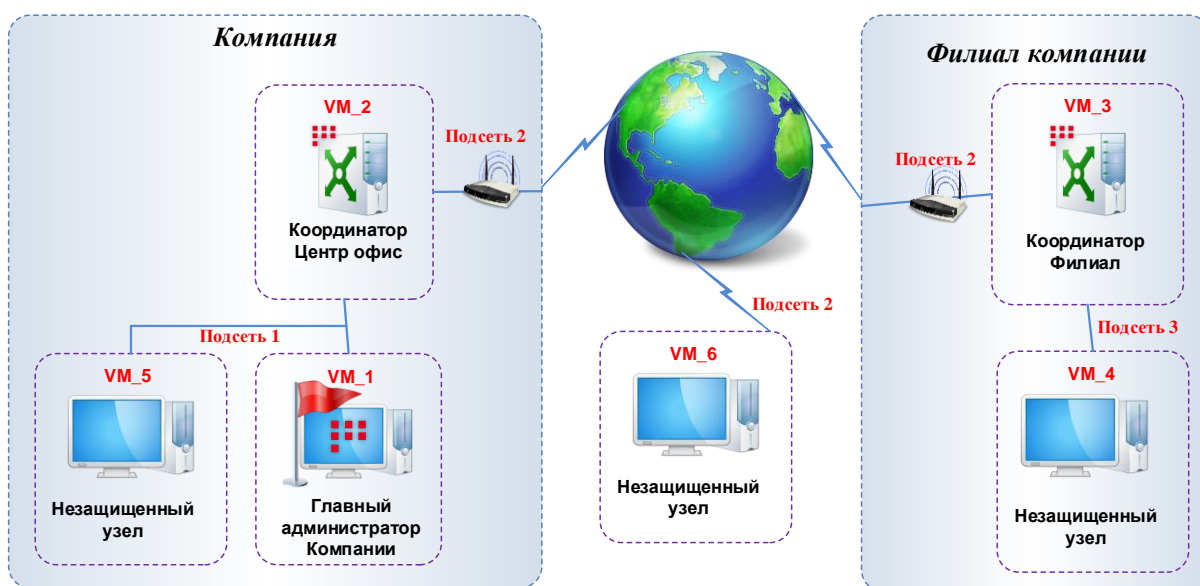 Компания
VM_2
Подсеть 2
Координатор
Центр офис
Подсеть 1
VM_5
Незащищенный
узел
VM_1
Главный
администратор
Компании
Подсеть 2
VM_6
Незащищенный
узел
Филиал компании
VM_3
Подсеть 2
Координатор
Филиал
Подсеть 3
VM_4
Незащищенный
узел